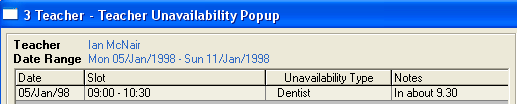 3 Teacher - Teacher Unavailability Popup
Teacher Ian McNair
Date Range Mon 05/Jan/1998 - Sun 11/Jan/1998
Date Slot Unavailability Type Notes
05/Jan/98 09:00 - 10:30 Dentist In about 9.30